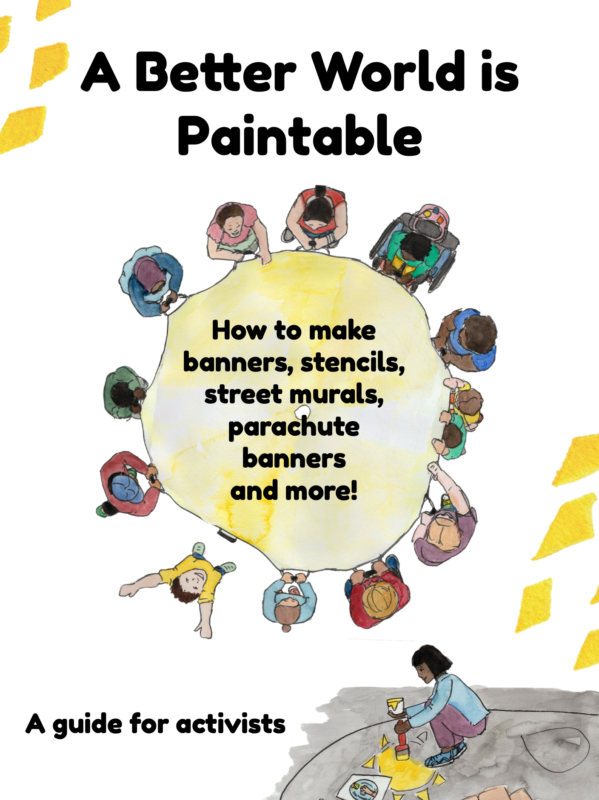 A Better World is
Paintable
How to make
banners, stencils,
street murals,
parachute
banners
and more!
A guide for activists